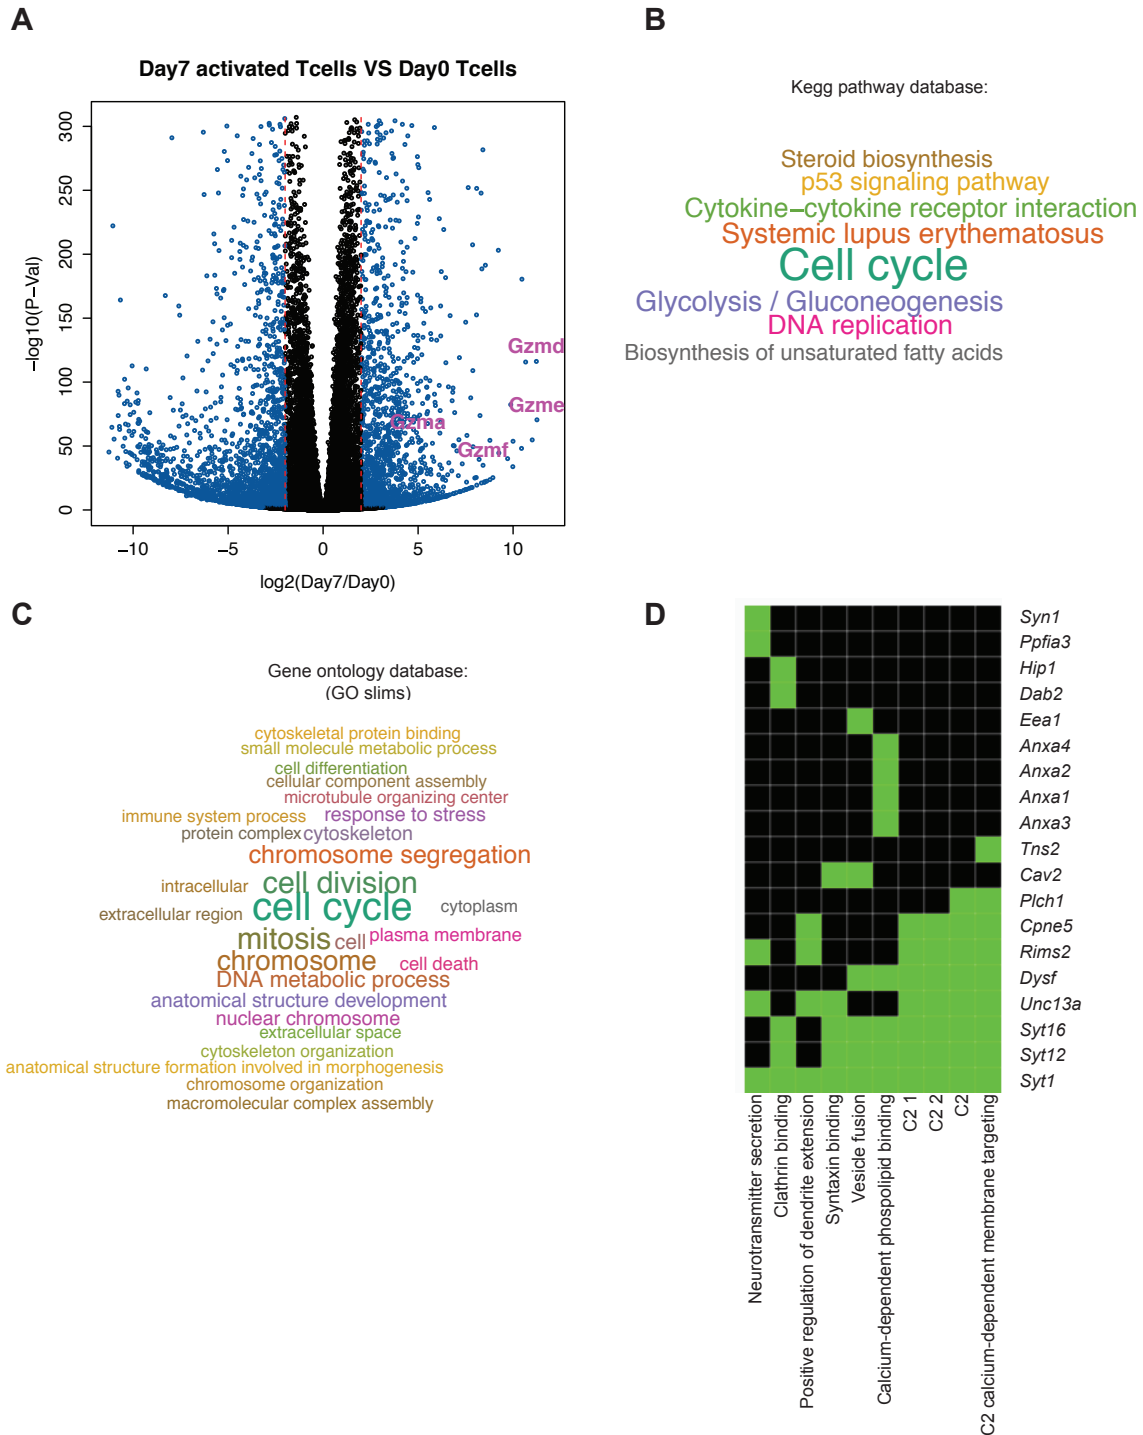 A
Day7 activated Tcells VS Day0 Tcells
300
250
200
150
100
50
0
−log10(P−Val)
Gzmd
Gzme
Gzma
Gzmf
−10
−5
0
5
10
log2(Day7/Day0)
B
Kegg pathway database:
Steroid biosynthesis
p53 signaling pathway
Cytokine−cytokine receptor interaction
Systemic lupus erythematosus
Cell cycle
Glycolysis / Gluconeogenesis
DNA replication
Biosynthesis of unsaturated fatty acids
C
Gene ontology database:
(GO slims)
cytoskeletal protein binding
small molecule metabolic process
cell differentiation
cellular component assembly
microtubule organizing center
immune system process response to stress
protein complex cytoskeleton
chromosome segregation
intracellular cell division
extracellular region cell cycle cytoplasm
mitosis cell plasma membrane
chromosome cell death
DNA metabolic process
anatomical structure development
nuclear chromosome
extracellular space
cytoskeleton organization
anatomical structure formation involved in morphogenesis
chromosome organization
macromolecular complex assembly
D
Syn1
Ppfia3
Hip1
Dab2
Eea1
Anxa4
Anxa2
Anxa1
Anxa3
Tns2
Cav2
Plch1
Cpne5
Rims2
Dysf
Unc13a
Syt16
Syt12
Syt1
Neurotransmitter secretion
Clathrin binding
Positive regulation of dendrite extension
Syntaxin binding
Vesicle fusion
Calcium-dependent phospolipid binding
C2 1
C2 2
C2
C2 calcium-dependent membrane targeting